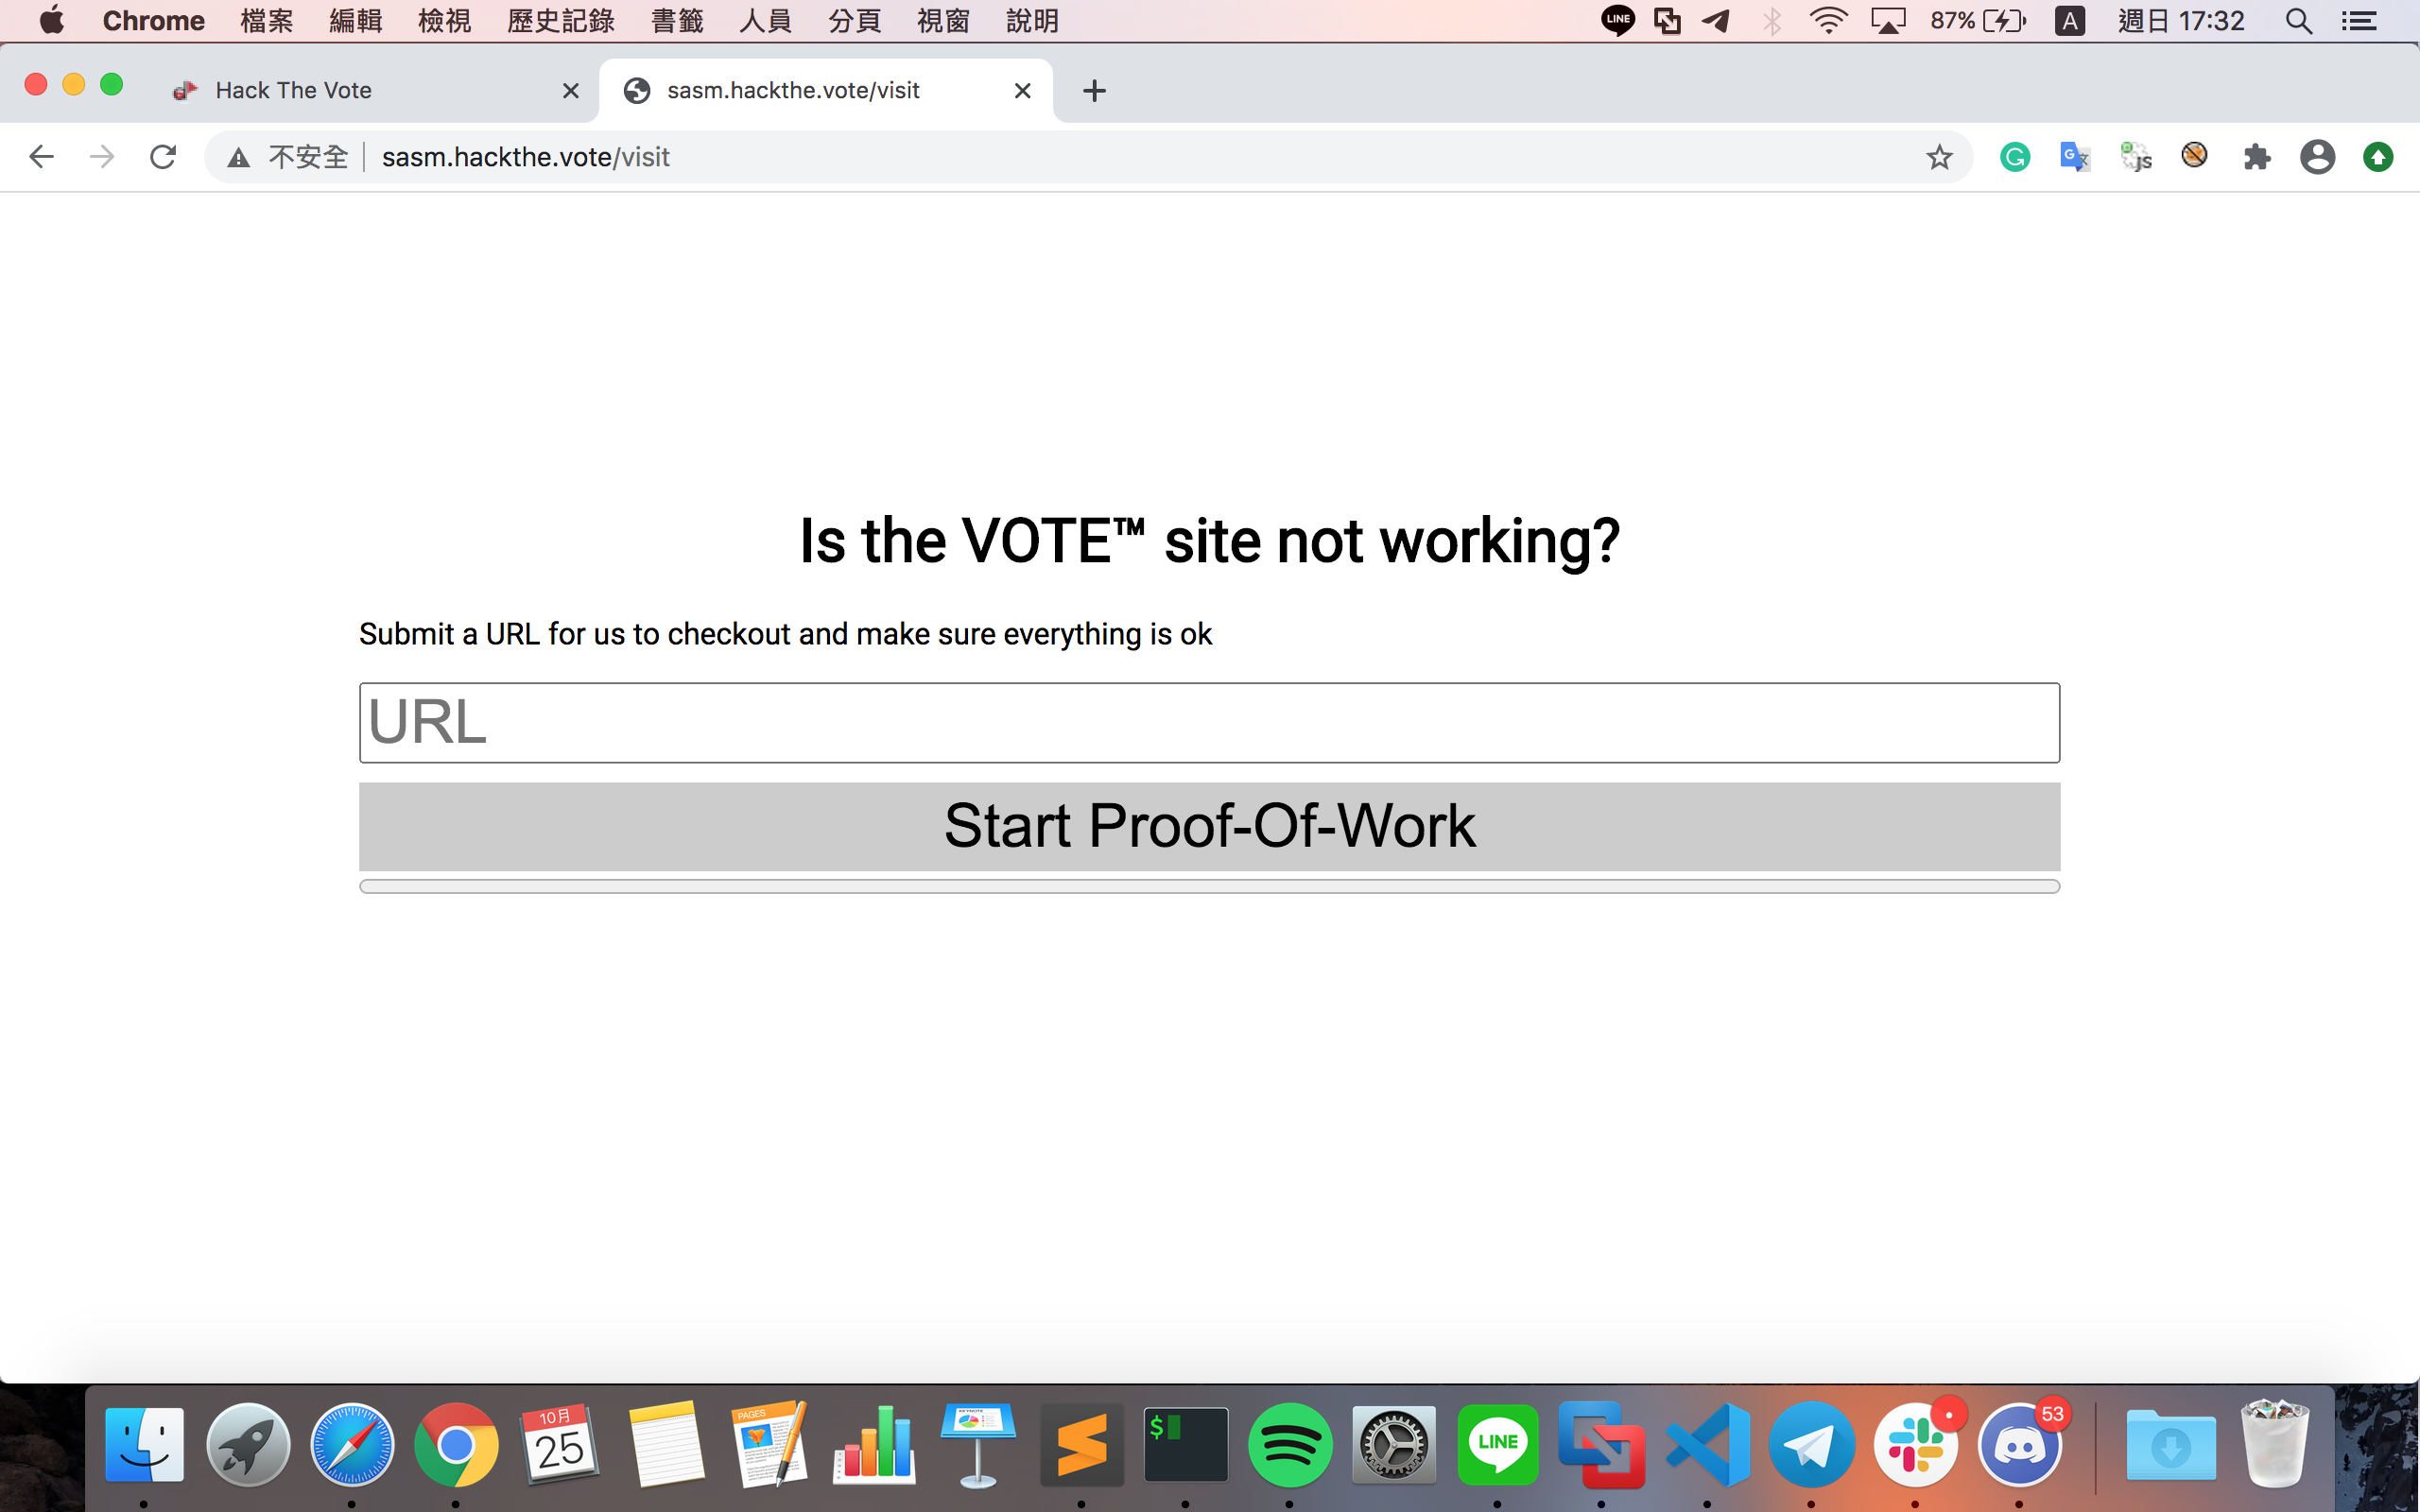 Chrome 檔案 編輯 檢視 歷史記錄 書籤 人員 分頁 視窗 說明 LINE 87% A 週日 17:32
Hack The Vote
sasm.hackthe.vote/visit
不安全 sasm.hackthe.vote/visit
Is the VOTE™ site not working?
Submit a URL for us to checkout and make sure everything is ok
URL
Start Proof-Of-Work
10月
25
PAGES
KEYNOTE
$
LINE
53